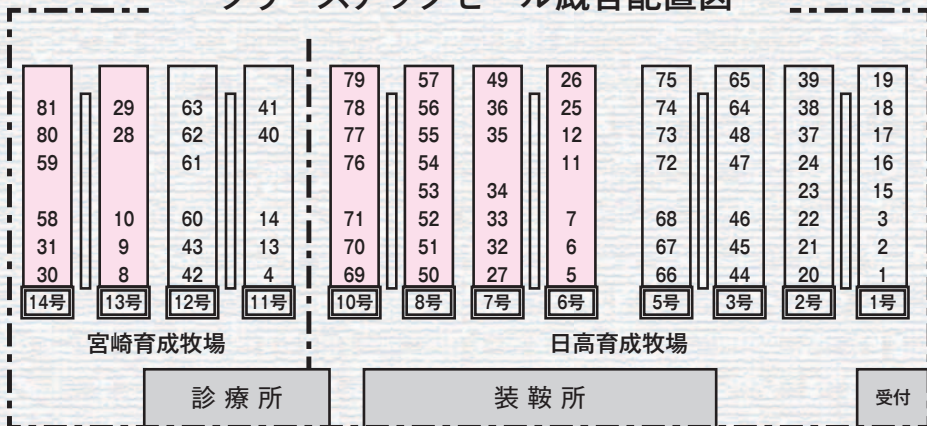 ブリーズアップセール厩舎配置図
79 57 49 26 75 65 39 19
81 29 63 41 78 56 36 25 74 64 38 18
80 28 62 40 77 55 35 12 73 48 37 17
59 61 76 54 11 72 47 24 16
53 34 23 15
58 10 60 14 71 52 33 7 68 46 22 3
31 9 43 13 70 51 32 6 67 45 21 2
30 8 42 4 69 50 27 5 66 44 20 1
14号 13号 12号 11号 10号 8号 7号 6号 5号 3号 2号 1号
宮崎育成牧場 日高育成牧場
診療所 装鞍所 受付